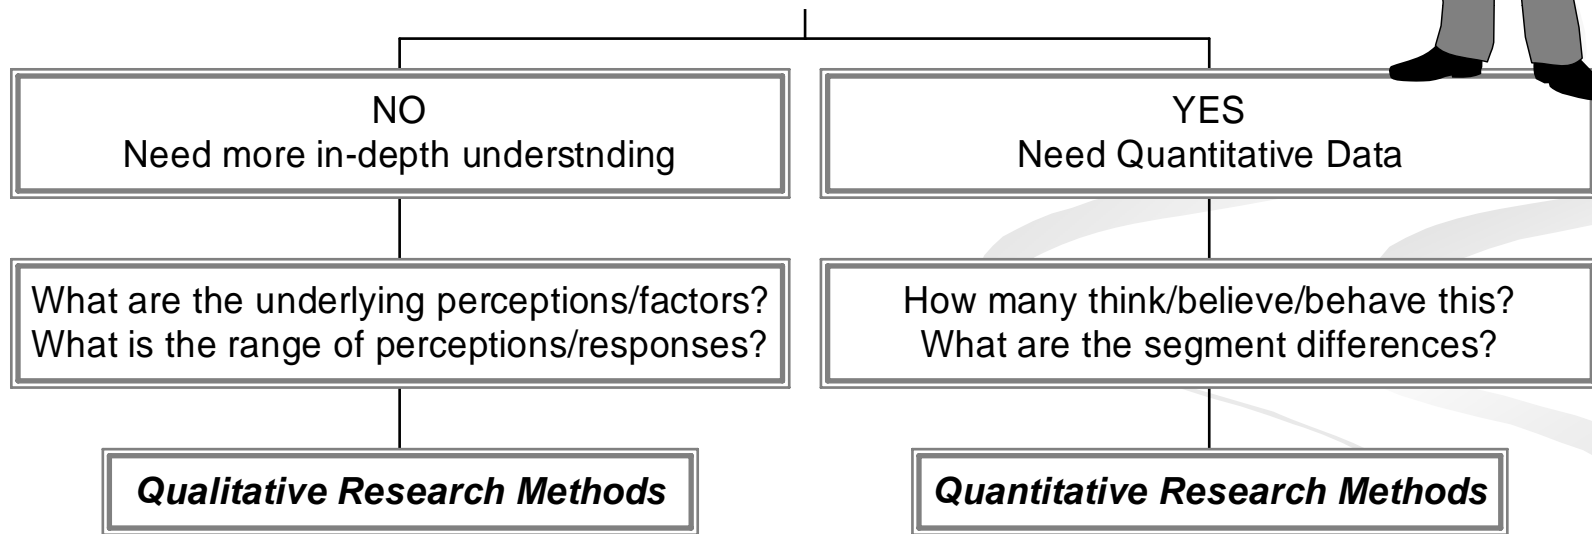 NO
Need more in-depth understnding
YES
Need Quantitative Data
What are the underlying perceptions/factors?
What is the range of perceptions/responses?
How many think/believe/behave this?
What are the segment differences?
Qualitative Research Methods
Quantitative Research Methods